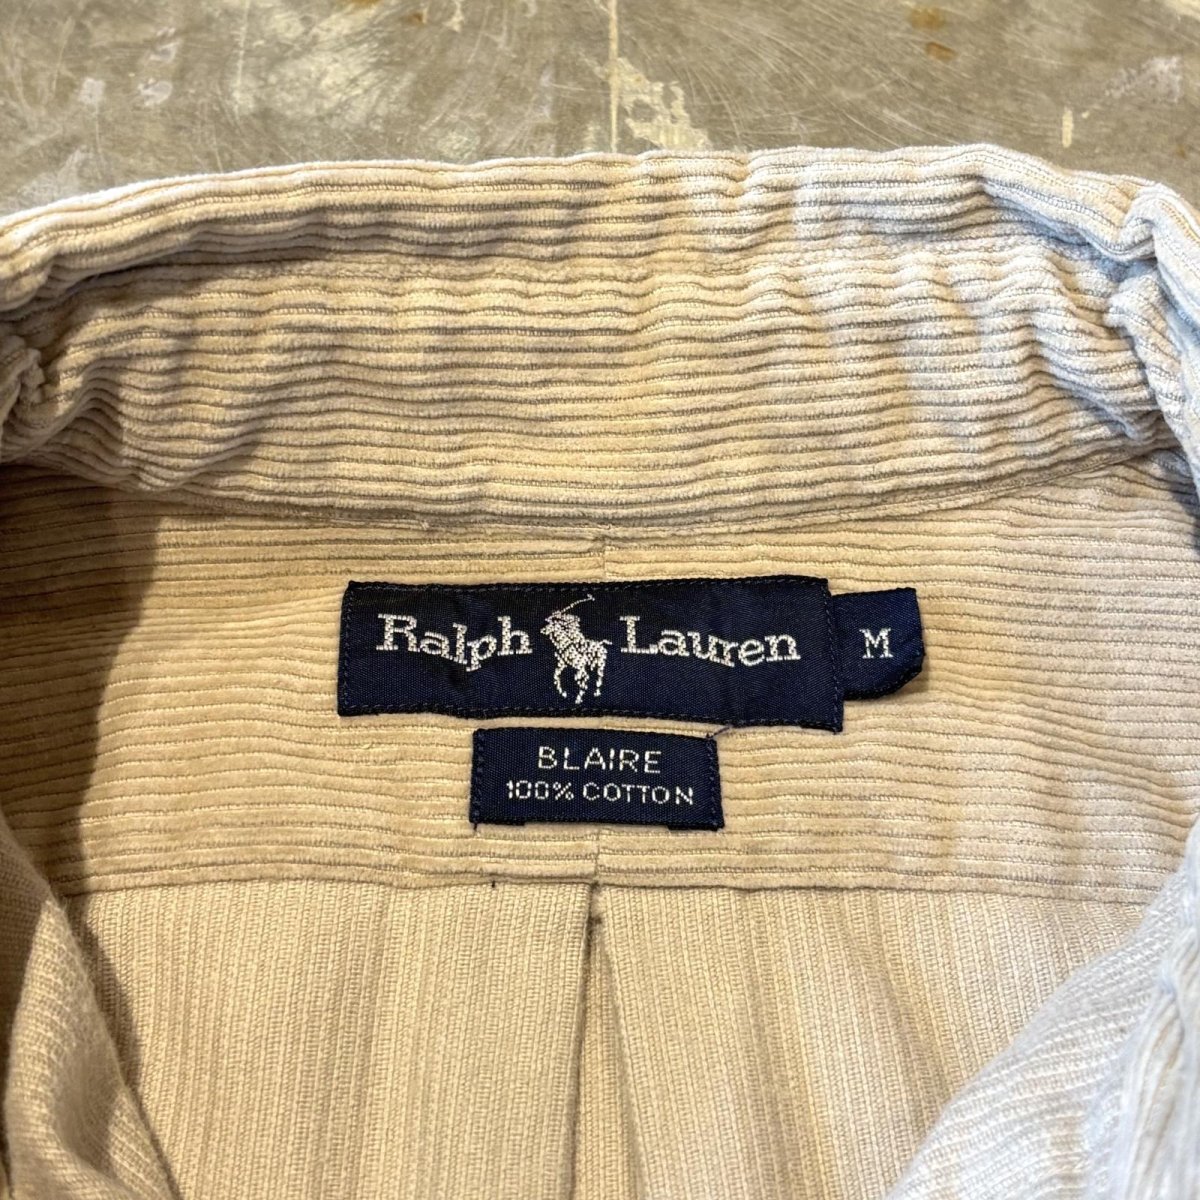 Ralph Lauren
M
BLAIRE
100% COTTON